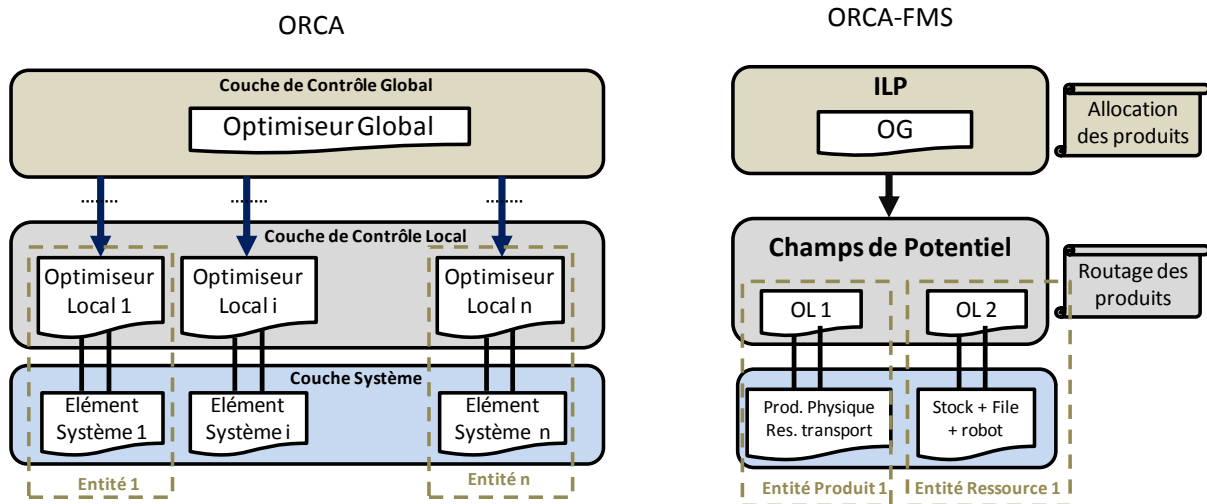 ORCA
Couche de Contrôle Global
Optimiseur Global
Couche de Contrôle Local
Optimiseur
Local 1
Optimiseur
Local i
Optimiseur
Local n
Couche Système
Elément
Système 1
Elément
Système i
Elément
Système n
Entité 1
Entité n
ORCA-FMS
ILP
OG
Allocation
des produits
Champs de Potentiel
OL 1
OL 2
Routage des
produits
Prod. Physique
Res. transport
Stock + File
+ robot
Entité Produit 1
Entité Ressource 1